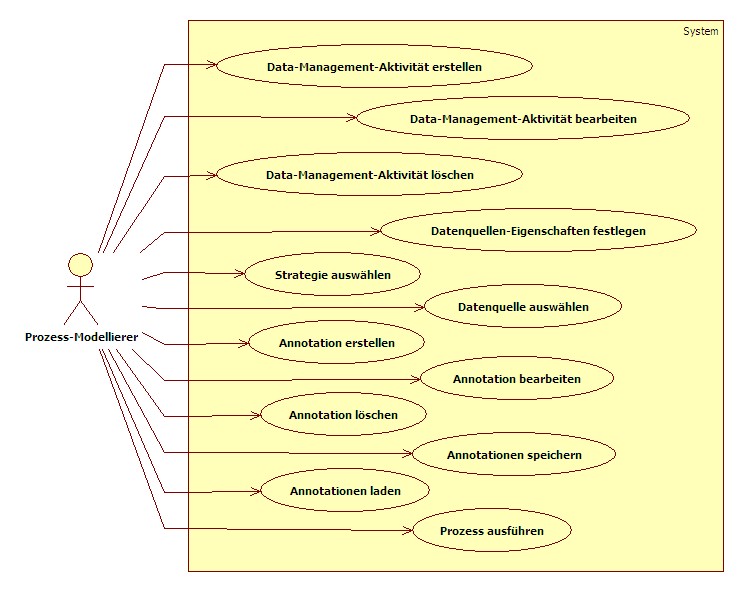 System
Data-Management-Aktivität erstellen
Data-Management-Aktivität bearbeiten
Data-Management-Aktivität löschen
Datenquellen-Eigenschaften festlegen
Strategie auswählen
Datenquelle auswählen
Prozess-Modellierer
Annotation erstellen
Annotation bearbeiten
Annotation löschen
Annotationen speichern
Annotationen laden
Prozess ausführen